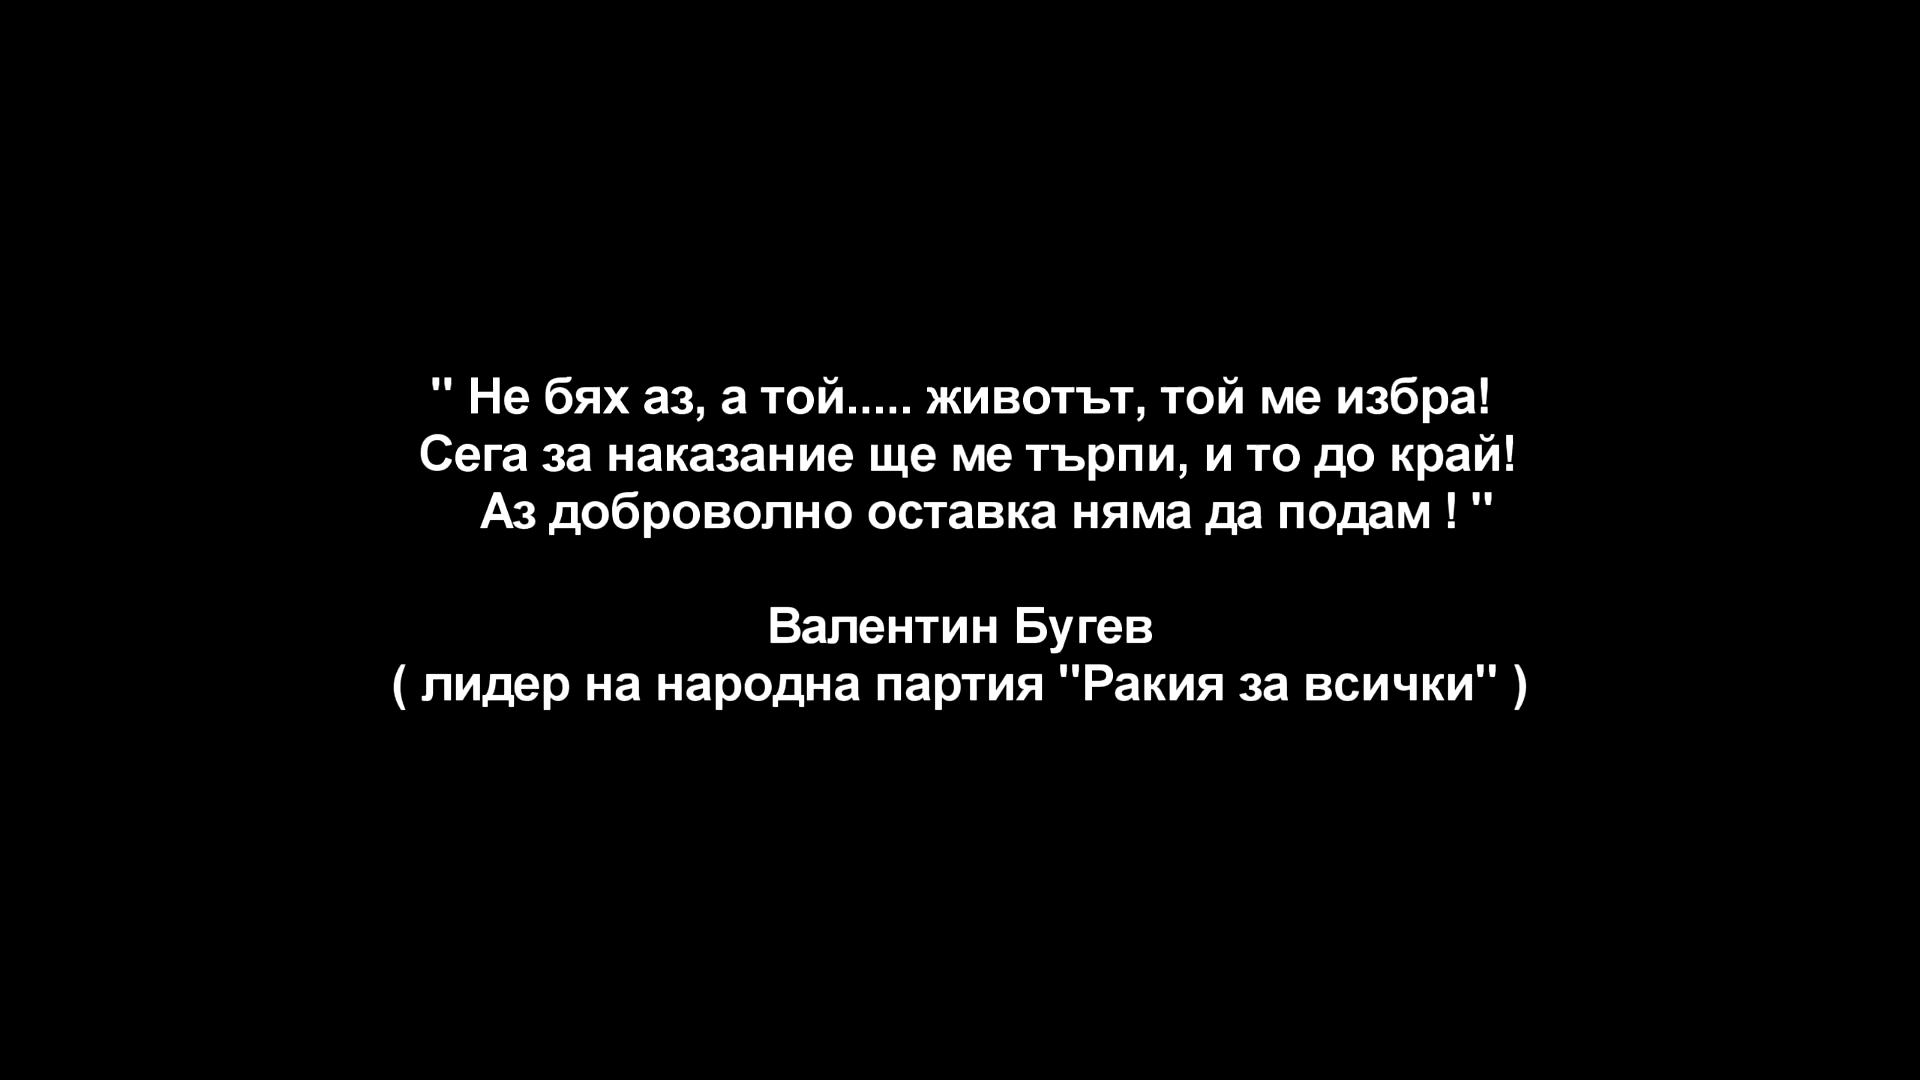 " Не бях аз, а той..... животът, той ме избра!
Сега за наказание ще ме търпи, и то до край!
Аз доброволно оставка няма да подам ! "
Валентин Бугев
( лидер на народна партия "Ракия за всички" )